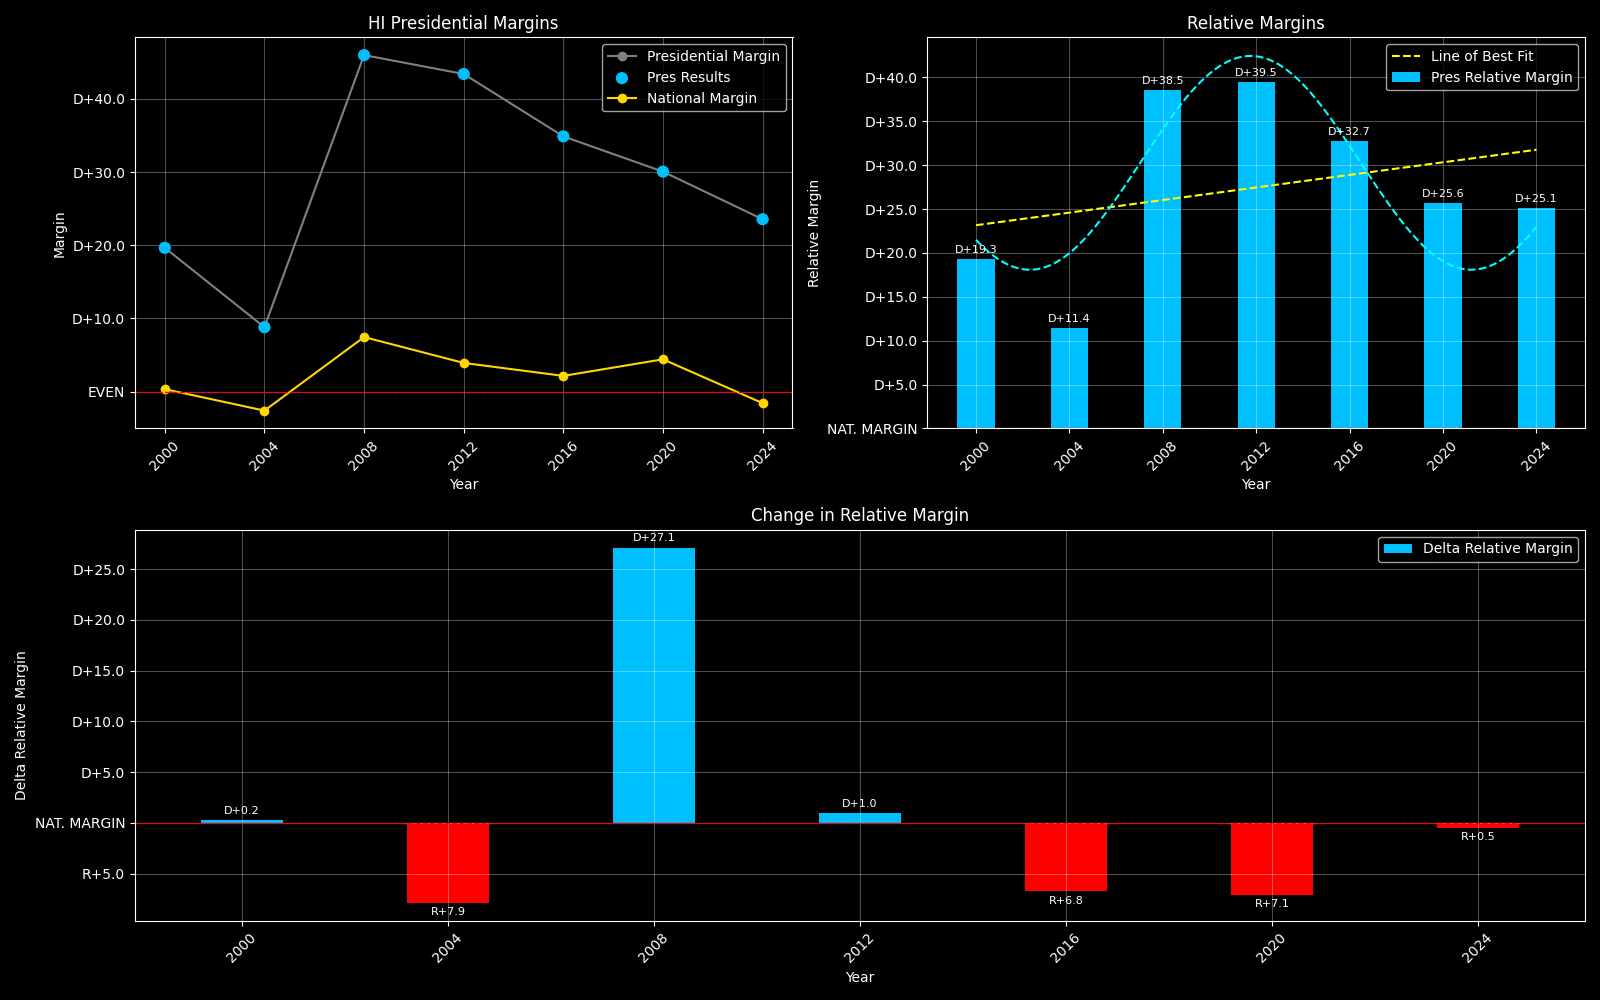 HI Presidential Margins
Presidential Margin
Pres Results
National Margin
Margin
D+40.0
D+30.0
D+20.0
D+10.0
EVEN
2000
2004
2008
2012
2016
2020
2024
Year
Relative Margins
Line of Best Fit
Pres Relative Margin
Relative Margin
D+40.0
D+35.0
D+30.0
D+25.0
D+20.0
D+15.0
D+10.0
D+5.0
NAT. MARGIN
D+19.3
D+11.4
D+38.5
D+39.5
D+32.7
D+25.6
D+25.1
2000
2004
2008
2012
2016
2020
2024
Year
Change in Relative Margin
Delta Relative Margin
Delta Relative Margin
D+25.0
D+20.0
D+15.0
D+10.0
D+5.0
NAT. MARGIN
R+5.0
D+0.2
R+7.9
D+27.1
D+1.0
R+6.8
R+7.1
R+0.5
2000
2004
2008
2012
2016
2020
2024
Year